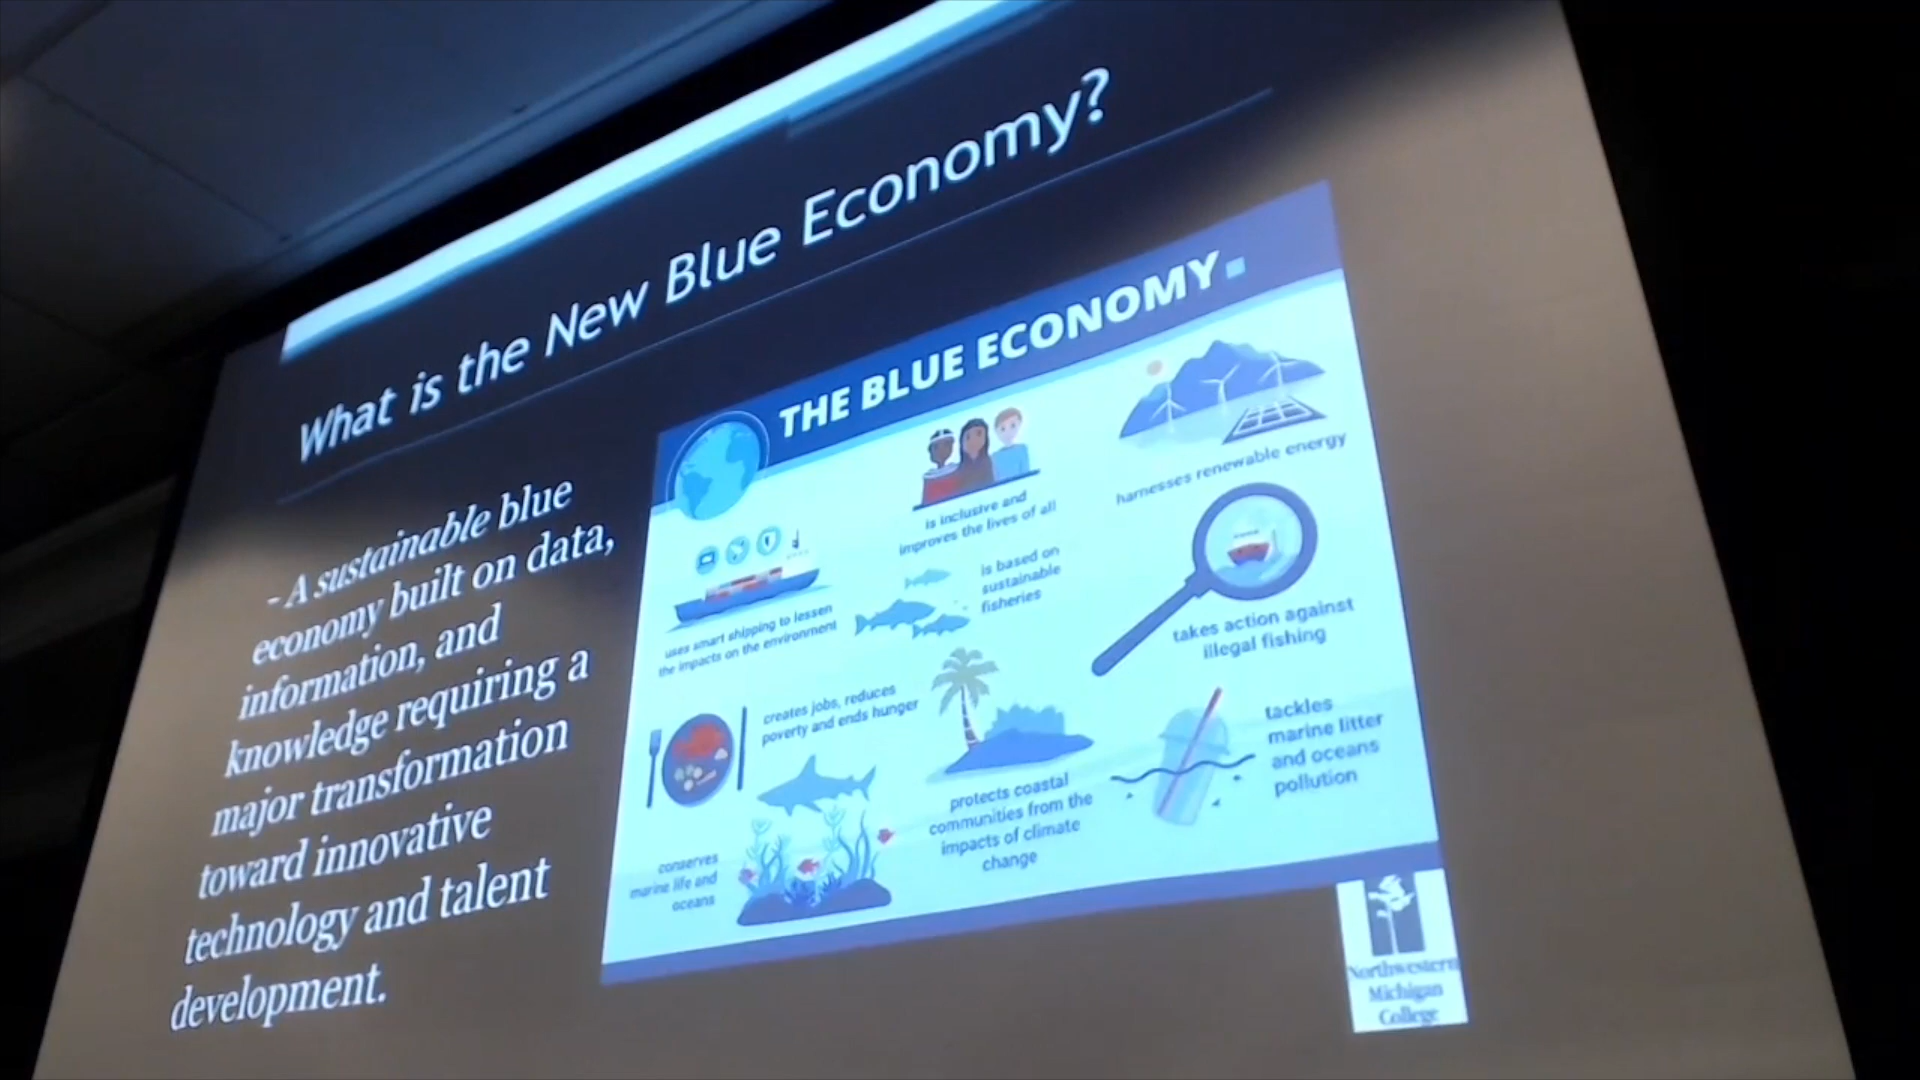 What is the New Blue Economy?
- A sustainable blue
economy built on data,
information, and
knowledge requiring a
major transformation
toward innovative
technology and talent
development.
THE BLUE ECONOMY.
is inclusive and
improves the lives of all
harnesses renewable energy
uses smart shipping to lessen
the impacts on the environment
is based on
sustainable
fisheries
takes action against
illegal fishing
creates jobs, reduces
poverty and ends hunger
protects coastal
communities from the
impacts of climate
change
tackles
marine litter
and oceans
pollution
conserves
marine life and
oceans
Northwestern
Michigan
College